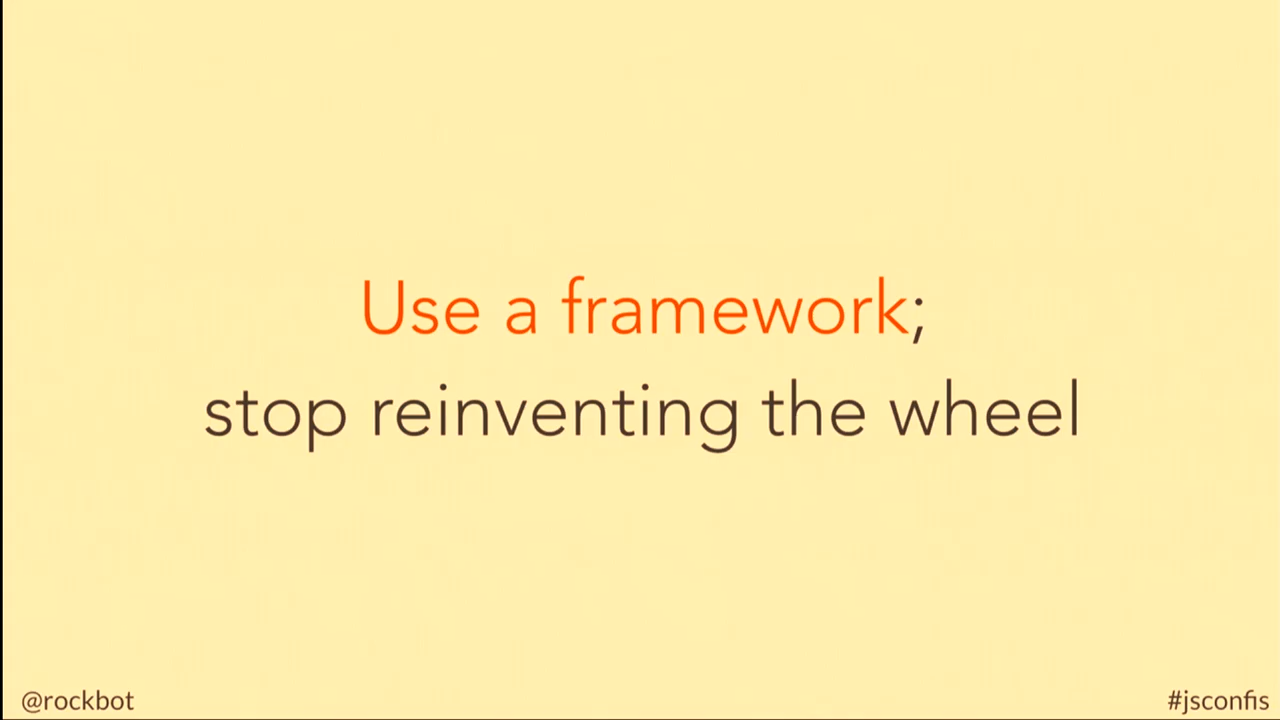 Use a framework;
stop reinventing the wheel
@rockbot
#jsconfis